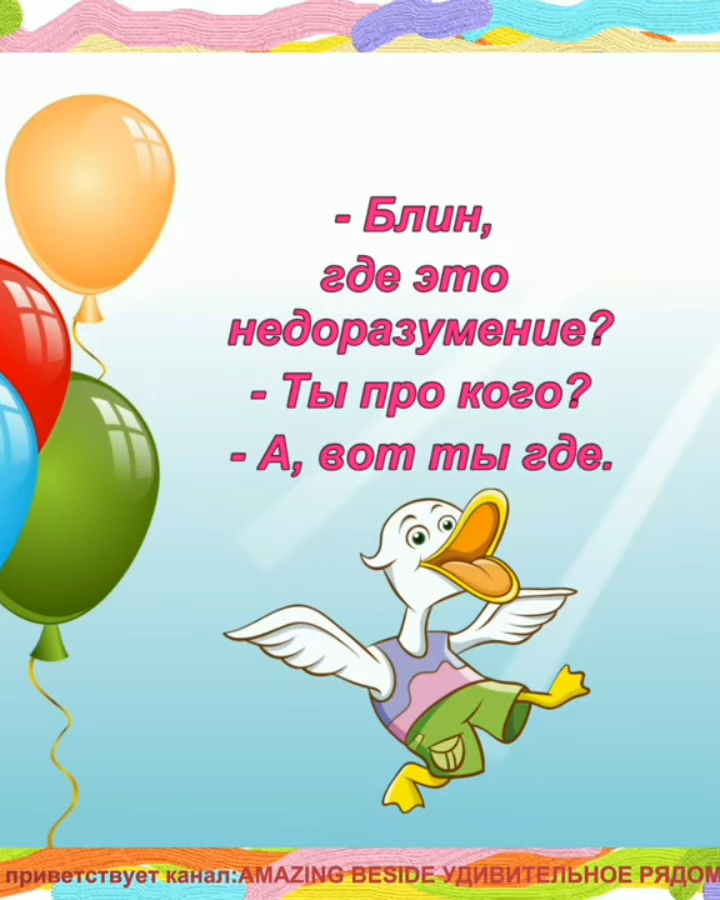 - Блин,
где это
недоразумение?
- Ты про кого?
- А, вот ты где.
приветствует канал:AMAZING BESIDE УДИВИТЕЛЬНОЕ РЯДОМ